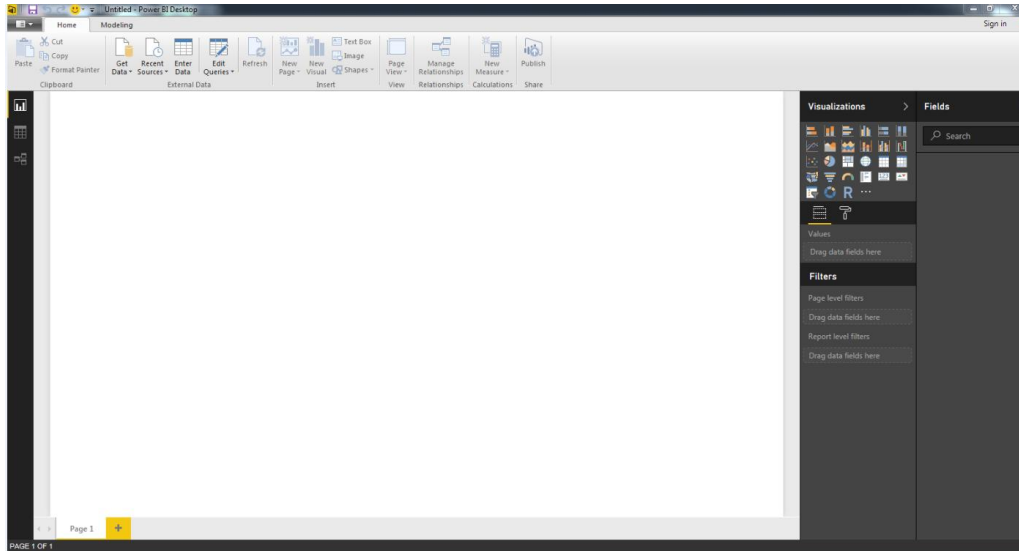 Untitled - Power BI Desktop
Home Modeling Sign in
Paste
Cut
Copy
Format Painter
Clipboard
Get Data
Recent Sources
Enter Data
Edit Queries
External Data
Refresh
New Page
New Visual
Text Box
Image
Shapes
Insert
Page View
View
Manage Relationships
Relationships
New Measure
Calculations
Publish
Share
Visualizations >
R ...
Values
Drag data fields here
Filters
Page level filters
Drag data fields here
Report level filters
Drag data fields here
Fields
Search
Page 1 +
PAGE 1 OF 1